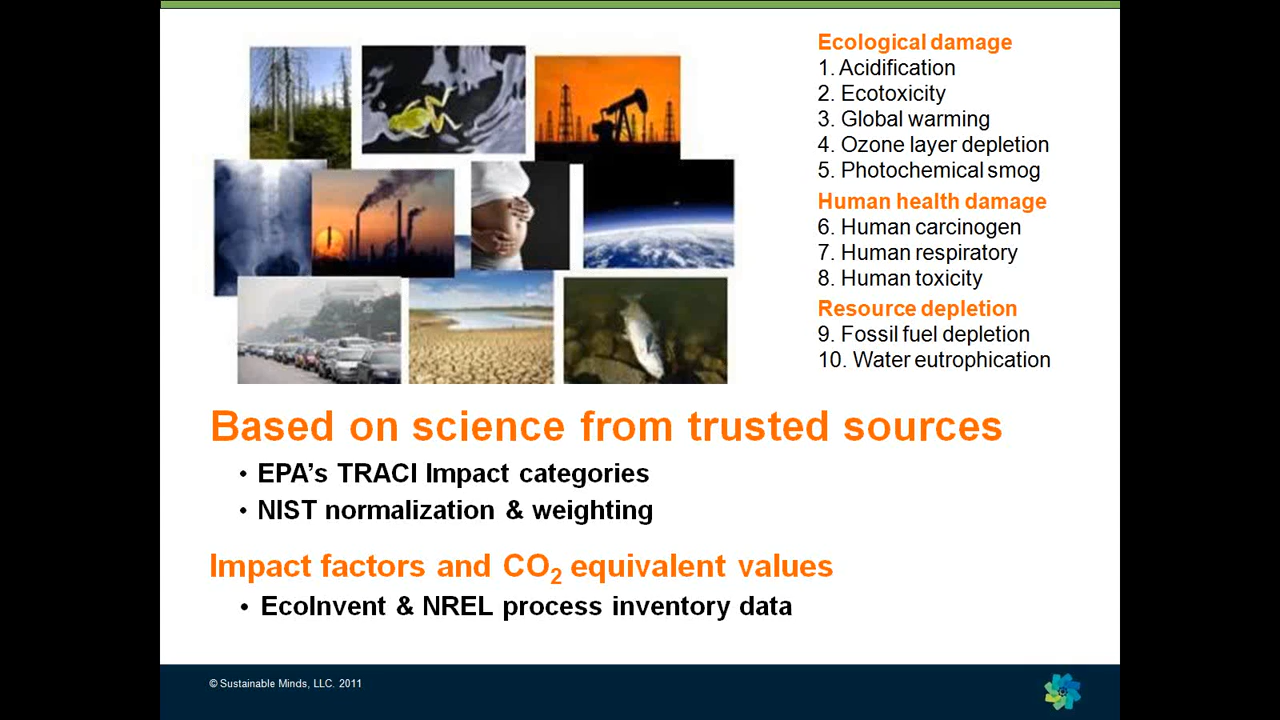 Ecological damage
1. Acidification
2. Ecotoxicity
3. Global warming
4. Ozone layer depletion
5. Photochemical smog
Human health damage
6. Human carcinogen
7. Human respiratory
8. Human toxicity
Resource depletion
9. Fossil fuel depletion
10. Water eutrophication
Based on science from trusted sources
• EPA’s TRACI Impact categories
• NIST normalization & weighting
Impact factors and CO₂ equivalent values
• EcoInvent & NREL process inventory data
© Sustainable Minds, LLC. 2011